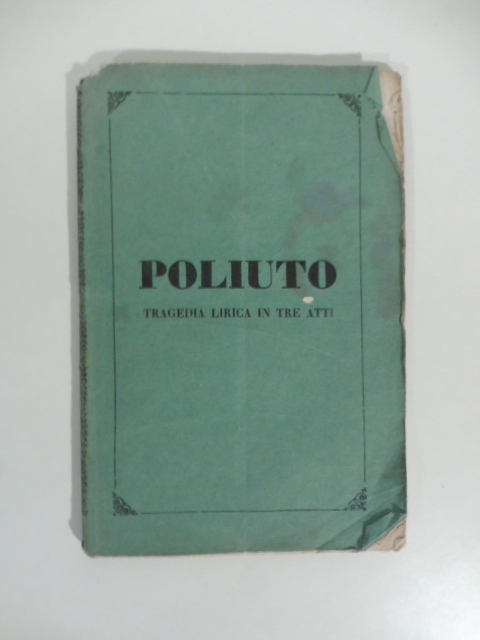 POLIUTO
TRAGEDIA LIRICA IN TRE ATTI